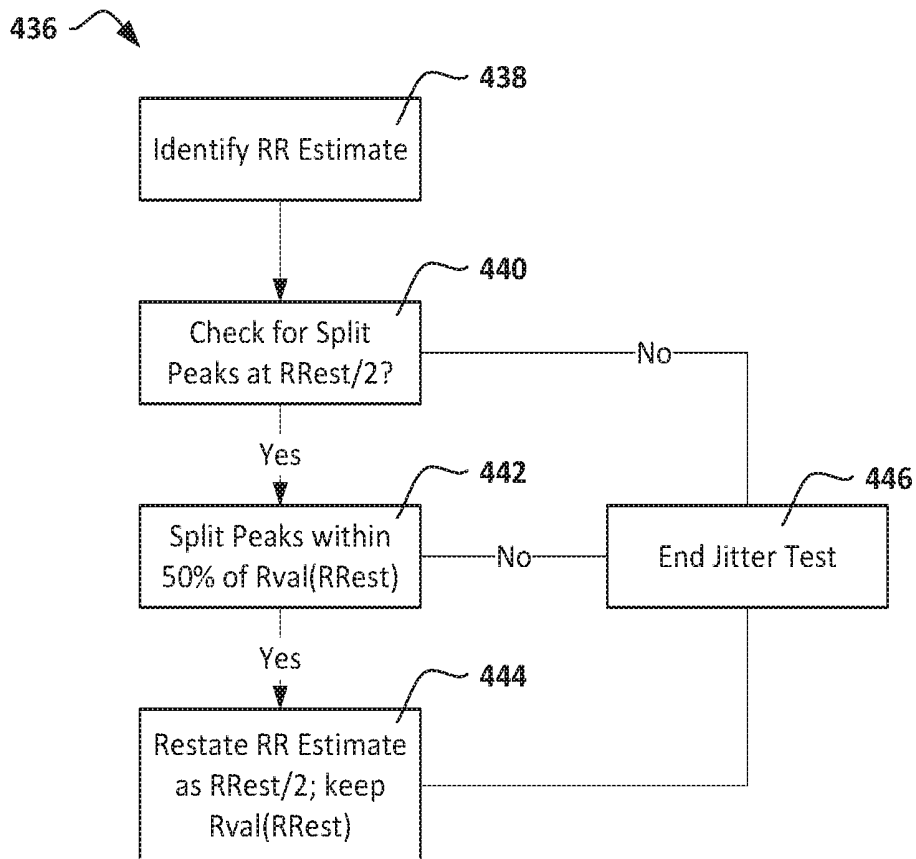 436
438
Identify RR Estimate
440
Check for Split
Peaks at RRest/2?
No
Yes
442
446
Split Peaks within
50% of Rval(RRest)
No
End Jitter Test
Yes
444
Restate RR Estimate
as RRest/2; keep
Rval(RRest)